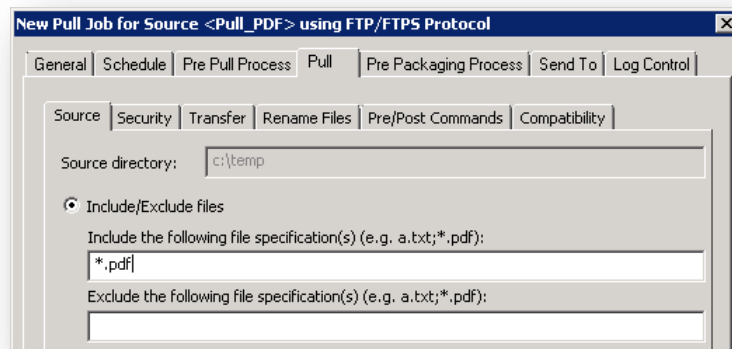 New Pull Job for Source <Pull_PDF> using FTP/FTPS Protocol
General Schedule Pre Pull Process Pull Pre Packaging Process Send To Log Control
Source Security Transfer Rename Files Pre/Post Commands Compatibility
Source directory: c:\temp
Include/Exclude files
Include the following file specification(s) (e.g. a.txt;*.pdf):
*.pdf
Exclude the following file specification(s) (e.g. a.txt;*.pdf):